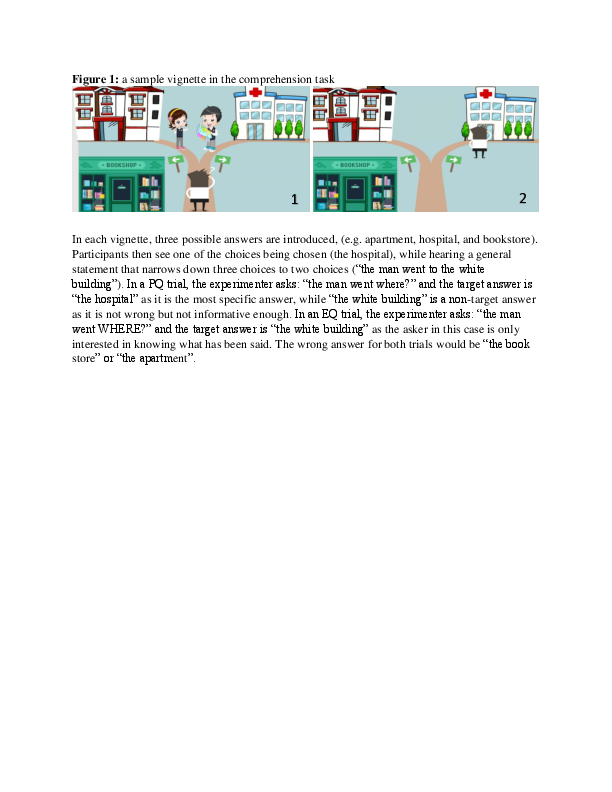 Figure 1: a sample vignette in the comprehension task
BOOKSHOP
1
BOOKSHOP
2
In each vignette, three possible answers are introduced, (e.g. apartment, hospital, and bookstore).
Participants then see one of the choices being chosen (the hospital), while hearing a general
statement that narrows down three choices to two choices (“the man went to the white
building”). In a PQ trial, the experimenter asks: “the man went where?” and the target answer is
“the hospital” as it is the most specific answer, while “the white building” is a non-target answer
as it is not wrong but not informative enough. In an EQ trial, the experimenter asks: “the man
went WHERE?” and the target answer is “the white building” as the asker in this case is only
interested in knowing what has been said. The wrong answer for both trials would be “the book
store” or “the apartment”.